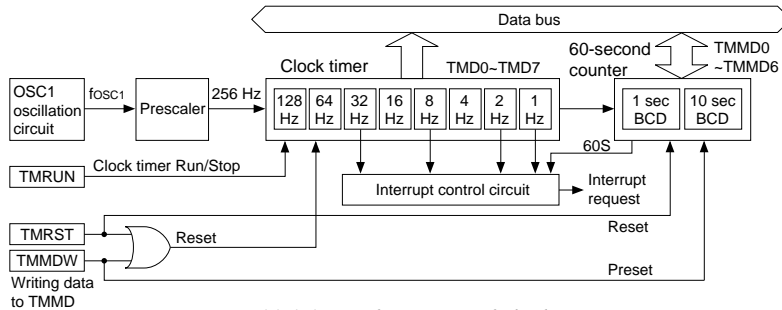 Data bus
Clock timer
TMD0~TMD7
60-second
counter
TMMD0
~TMMD6
OSC1
oscillation
circuit
fOSC1
Prescaler
256 Hz
128
Hz
64
Hz
32
Hz
16
Hz
8
Hz
4
Hz
2
Hz
1
Hz
1 sec
BCD
10 sec
BCD
60S
TMRUN
Clock timer Run/Stop
Interrupt control circuit
Interrupt
request
TMRST
Reset
Reset
TMMDW
Preset
Writing data
to TMMD